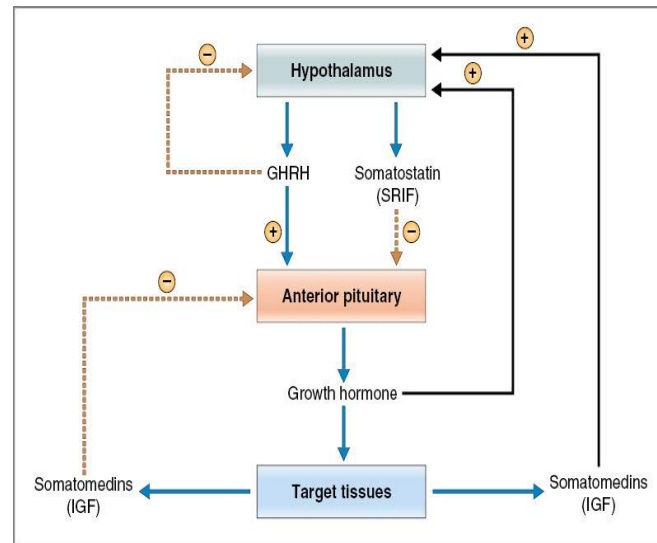 +
−
+
Hypothalamus
GHRH
Somatostatin
(SRIF)
+
−
−
Anterior pituitary
Growth hormone
Somatomedins
(IGF)
Target tissues
Somatomedins
(IGF)